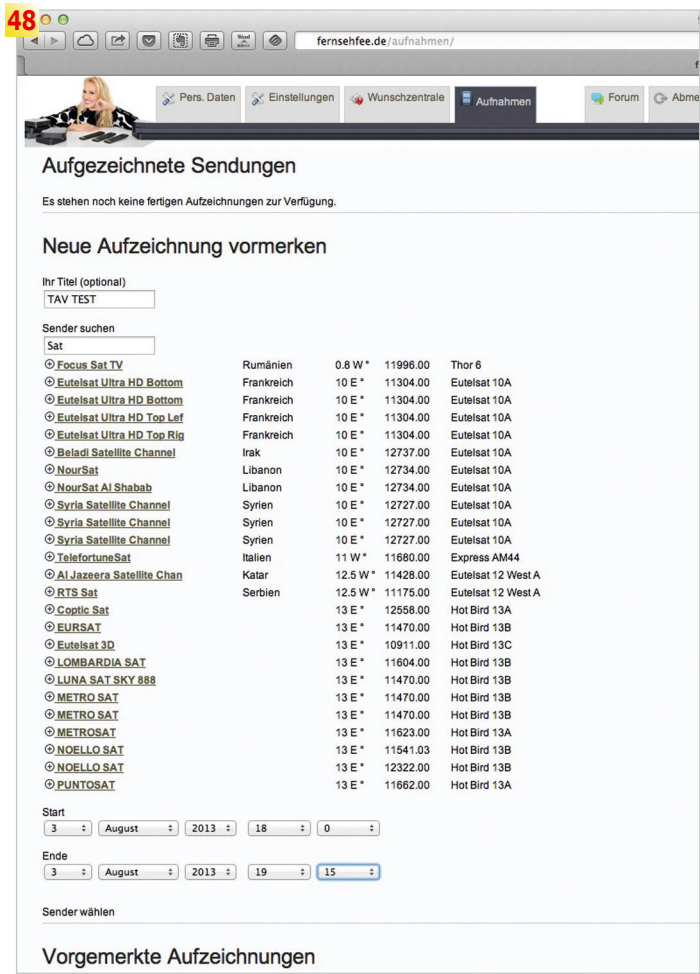 48
fernsehfee.de/aufnahmen/
Pers. Daten Einstellungen Wunschzentrale Aufnahmen Forum Abme
Aufgezeichnete Sendungen
Es stehen noch keine fertigen Aufzeichnungen zur Verfügung.
Neue Aufzeichnung vormerken
Ihr Titel (optional)
TAV TEST
Sender suchen
Sat
Focus Sat TV Rumänien 0.8 W ° 11996.00 Thor 6
Eutelsat Ultra HD Bottom Frankreich 10 E ° 11304.00 Eutelsat 10A
Eutelsat Ultra HD Bottom Frankreich 10 E ° 11304.00 Eutelsat 10A
Eutelsat Ultra HD Top Lef Frankreich 10 E ° 11304.00 Eutelsat 10A
Eutelsat Ultra HD Top Rig Frankreich 10 E ° 11304.00 Eutelsat 10A
Beladi Satellite Channel Irak 10 E ° 12737.00 Eutelsat 10A
NourSat Libanon 10 E ° 12734.00 Eutelsat 10A
NourSat Al Shabab Libanon 10 E ° 12734.00 Eutelsat 10A
Syria Satellite Channel Syrien 10 E ° 12727.00 Eutelsat 10A
Syria Satellite Channel Syrien 10 E ° 12727.00 Eutelsat 10A
Syria Satellite Channel Syrien 10 E ° 12727.00 Eutelsat 10A
TelefortuneSat Italien 11 W ° 11680.00 Express AM44
Al Jazeera Satellite Chan Katar 12.5 W ° 11428.00 Eutelsat 12 West A
RTS Sat Serbien 12.5 W ° 11175.00 Eutelsat 12 West A
Coptic Sat 13 E ° 12558.00 Hot Bird 13A
EURSAT 13 E ° 11470.00 Hot Bird 13B
Eutelsat 3D 13 E ° 10911.00 Hot Bird 13C
LOMBARDIA SAT 13 E ° 11604.00 Hot Bird 13B
LUNA SAT SKY 888 13 E ° 11470.00 Hot Bird 13B
METRO SAT 13 E ° 11470.00 Hot Bird 13B
METRO SAT 13 E ° 11470.00 Hot Bird 13B
METROSAT 13 E ° 11623.00 Hot Bird 13A
NOELLO SAT 13 E ° 11541.03 Hot Bird 13B
NOELLO SAT 13 E ° 12322.00 Hot Bird 13B
PUNTOSAT 13 E ° 11662.00 Hot Bird 13A
Start
3 August 2013 18 0
Ende
3 August 2013 19 15
Sender wählen
Vorgemerkte Aufzeichnungen